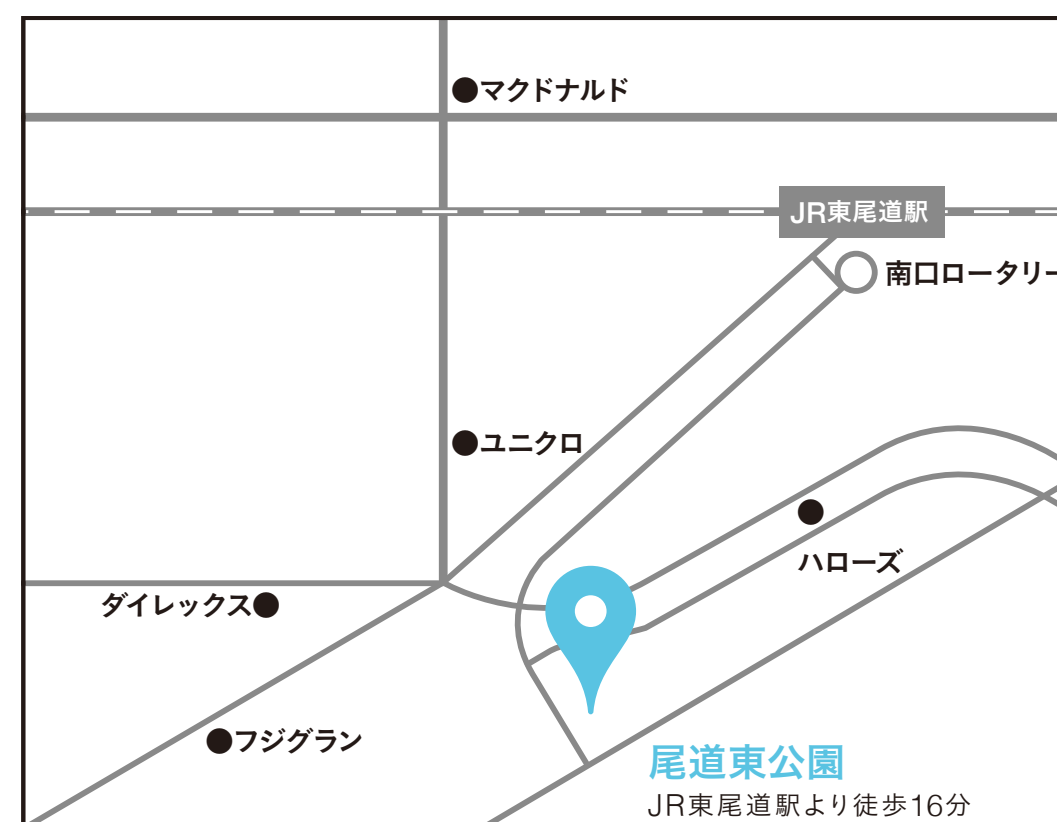 マクドナルド
JR東尾道駅
南口ロータリー
ユニクロ
ハローズ
ダイレックス
フジグラン
尾道東公園
JR東尾道駅より徒歩16分